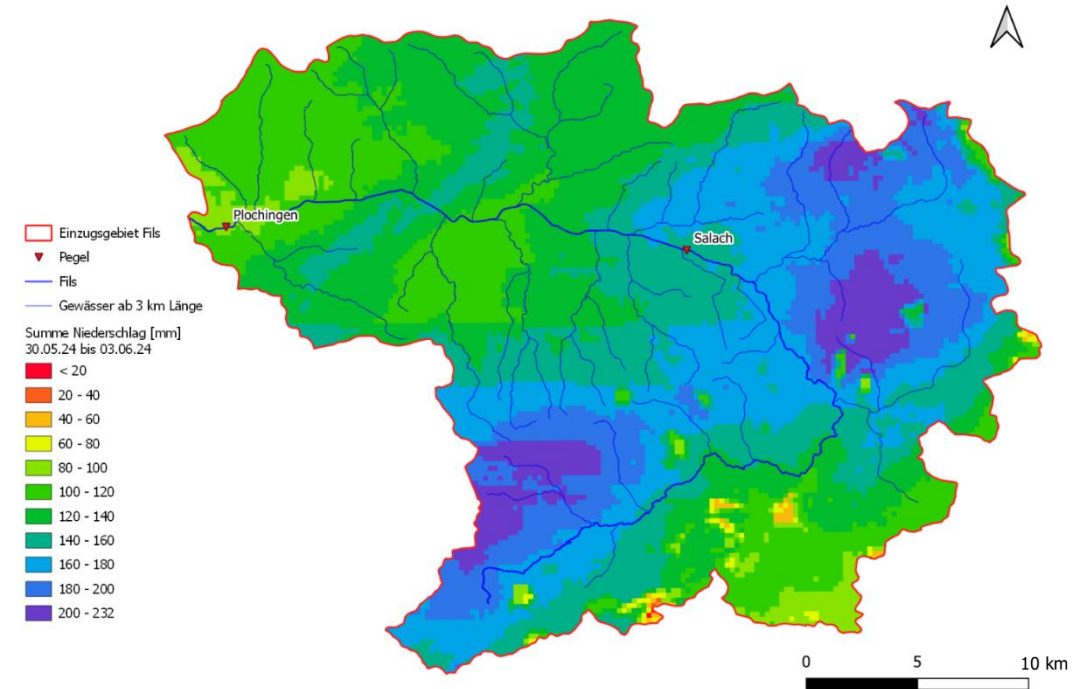 Plochingen
Salach
Einzugsgebiet Fils
Pegel
Fils
Gewässer ab 3 km Länge
Summe Niederschlag [mm]
30.05.24 bis 03.06.24
< 20
20 - 40
40 - 60
60 - 80
80 - 100
100 - 120
120 - 140
140 - 160
160 - 180
180 - 200
200 - 232
0 5 10 km